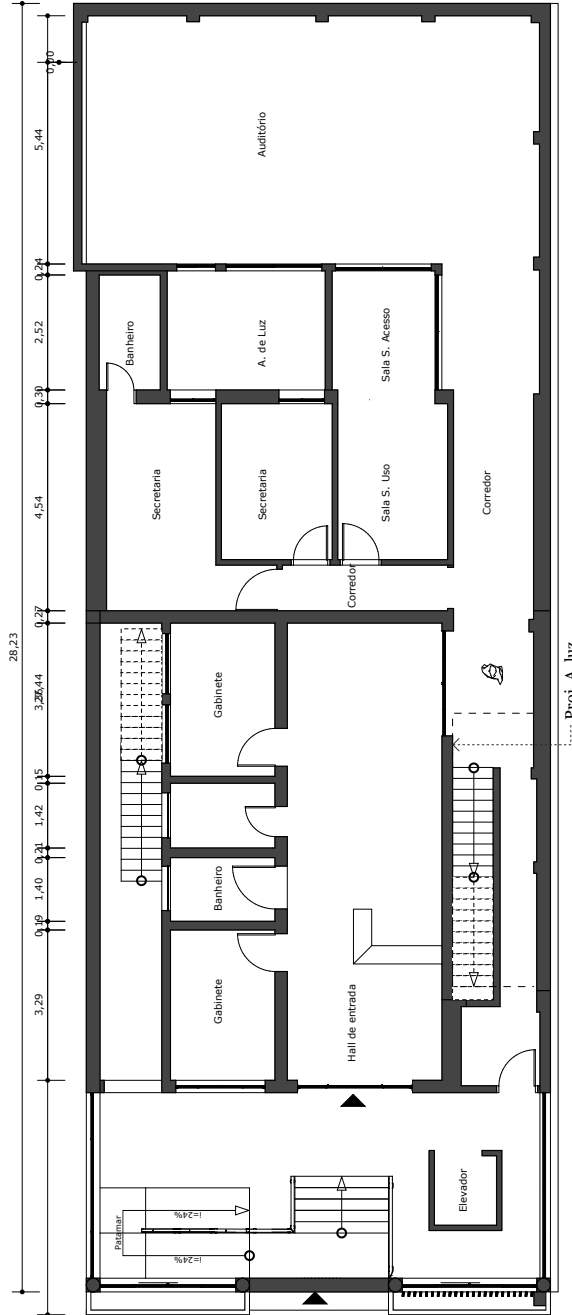 0,00
Auditório
5,44
0,24
Banheiro
A. de Luz
Sala S. Acesso
2,52
0,30
Secretaria
Secretaria
Sala S. Uso
Corredor
4,54
Corredor
0,27
28,23
Gabinete
Proj. A. luz
0,15
1,42
0,21
Banheiro
1,40
0,19
Gabinete
Hall de entrada
3,29
Elevador
Patamar
i=24%
i=24%